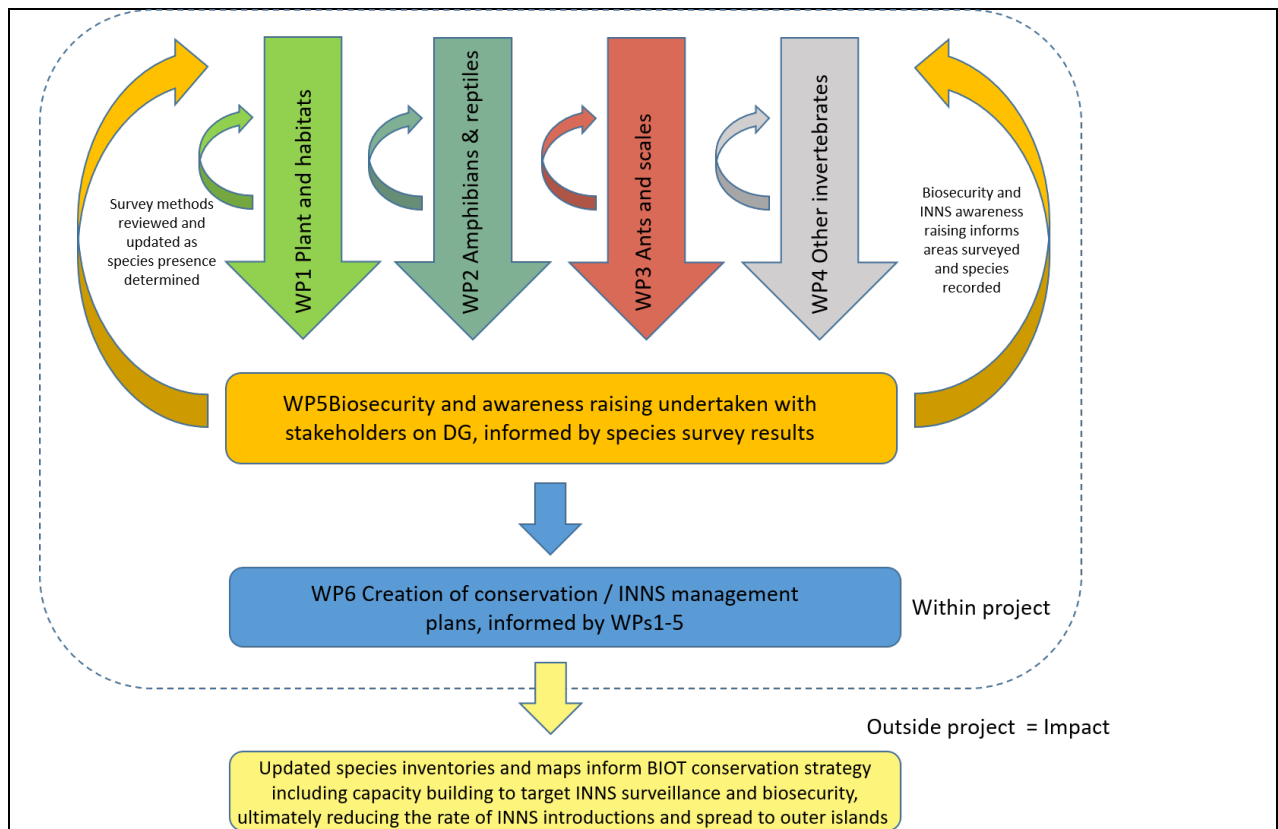 WP1 Plant and habitats
WP2 Amphibians & reptiles
WP3 Ants and scales
WP4 Other invertebrates
Survey methods
reviewed and
updated as
species presence
determined
Biosecurity and
INNS awareness
raising informs
areas surveyed
and species
recorded
WP5Biosecurity and awareness raising undertaken with
stakeholders on DG, informed by species survey results
WP6 Creation of conservation / INNS management
plans, informed by WPs1-5
Within project
Outside project = Impact
Updated species inventories and maps inform BIOT conservation strategy
including capacity building to target INNS surveillance and biosecurity,
ultimately reducing the rate of INNS introductions and spread to outer islands